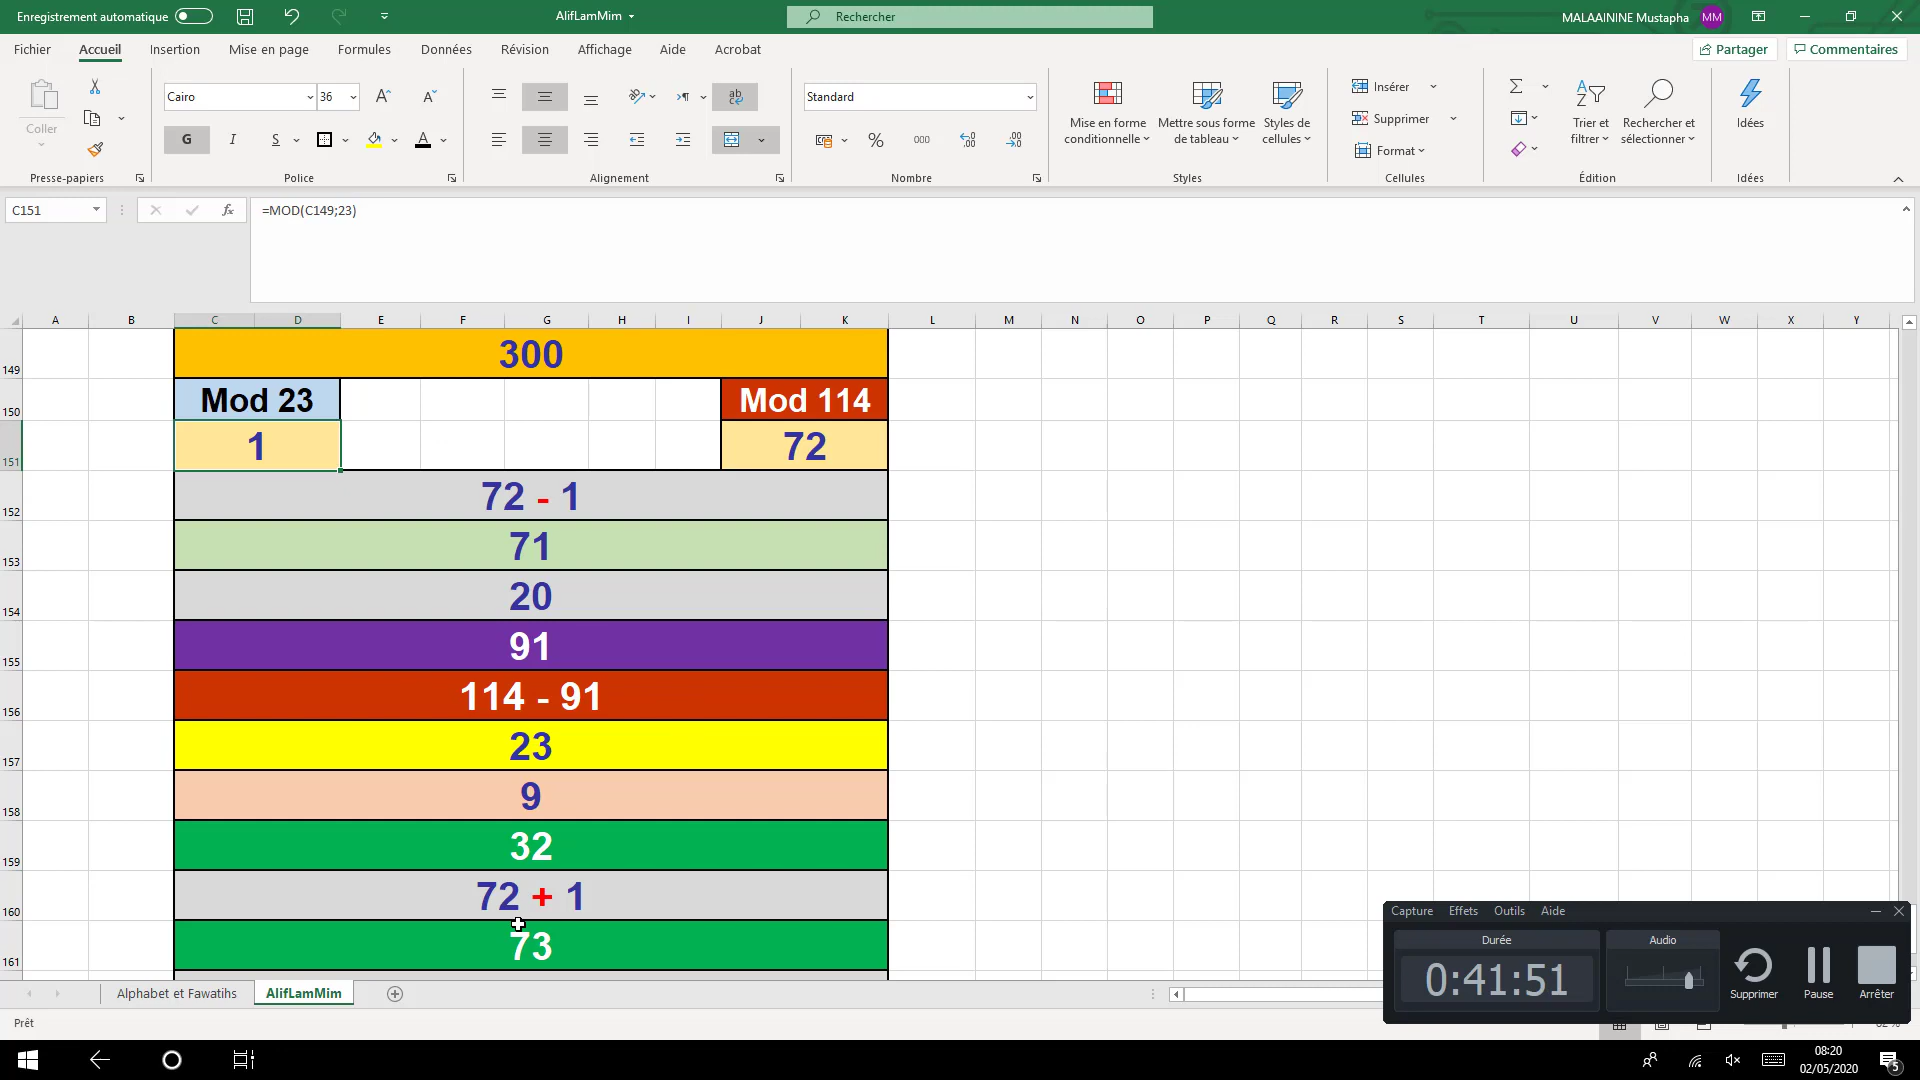 Enregistrement automatique
AlifLamMim
Rechercher
MALAAININE Mustapha
MM
Fichier Accueil Insertion Mise en page Formules Données Révision Affichage Aide Acrobat
Partager Commentaires
Coller
Presse-papiers
Cairo 36
G I S
Police
Alignement
Standard
% 000
Nombre
Mise en forme conditionnelle
Mettre sous forme de tableau
Styles de cellules
Styles
Insérer
Supprimer
Format
Cellules
Trier et filtrer
Rechercher et sélectionner
Édition
Idées
Idées
C151 fx =MOD(C149;23)
A B C D E F G H I J K L M N O P Q R S T U V W X Y
149 300
150 Mod 23 Mod 114
151 1 72
152 72 - 1
153 71
154 20
155 91
156 114 - 91
157 23
158 9
159 32
160 72 + 1
161 73
Capture Effets Outils Aide
Durée
0:41:51
Audio
Supprimer Pause Arrêter
Alphabet et Fawatihs AlifLamMim
Prêt
08:20
02/05/2020
5